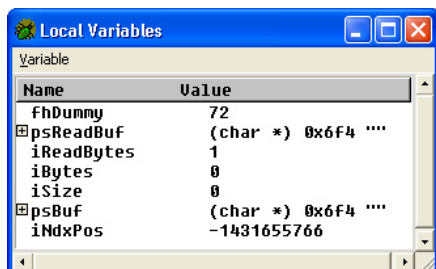 Local Variables
Variable
Name Value
fhDummy 72
psReadBuf (char *) 0x6f4 ""
iReadBytes 1
iBytes 0
iSize 0
psBuf (char *) 0x6f4 ""
iNdxPos -1431655766